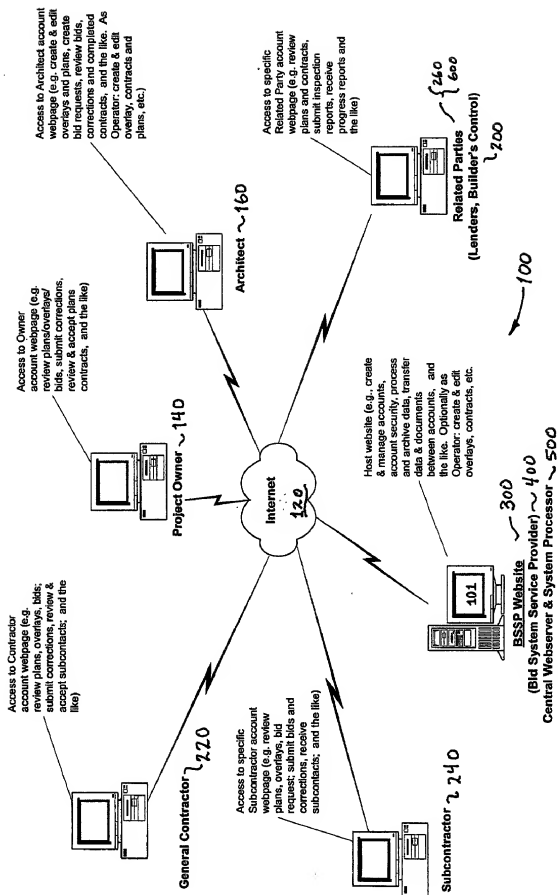 Access to Contractor
account webpage (e.g.
review plans, overlays, bids;
submit corrections, review &
accept subcontacts; and the
like)
General Contractor
220
Access to Owner
account webpage (e.g.
review plans/overlays/
bids, submit corrections,
review & accept plans
contracts, and the like)
Project Owner
140
Access to Architect account
webpage (e.g. create & edit
overlays and plans, create
bid requests, review bids,
corrections and completed
contracts, and the like. As
Operator: create & edit
overlay, contracts and
plans, etc.)
Architect
160
Internet
120
Access to specific
Subcontractor account
webpage (e.g. review
plans, overlays, bid
request; submit bids and
corrections, receive
subcontacts; and the like)
Subcontractor
240
Host website (e.g., create
& manage accounts,
account security, process
and archive data, transfer
data & documents
between accounts, and
the like. Optionally as
Operator: create & edit
overlays, contracts, etc.
101
BSSP Website
300
(Bid System Service Provider)
400
Central Webserver & System Processor
500
Access to specific
Related Party account
webpage (e.g. review
plans and contracts,
submit inspection
reports, receive
progress reports and
the like)
Related Parties
260
600
(Lenders, Builder's Control)
200
100